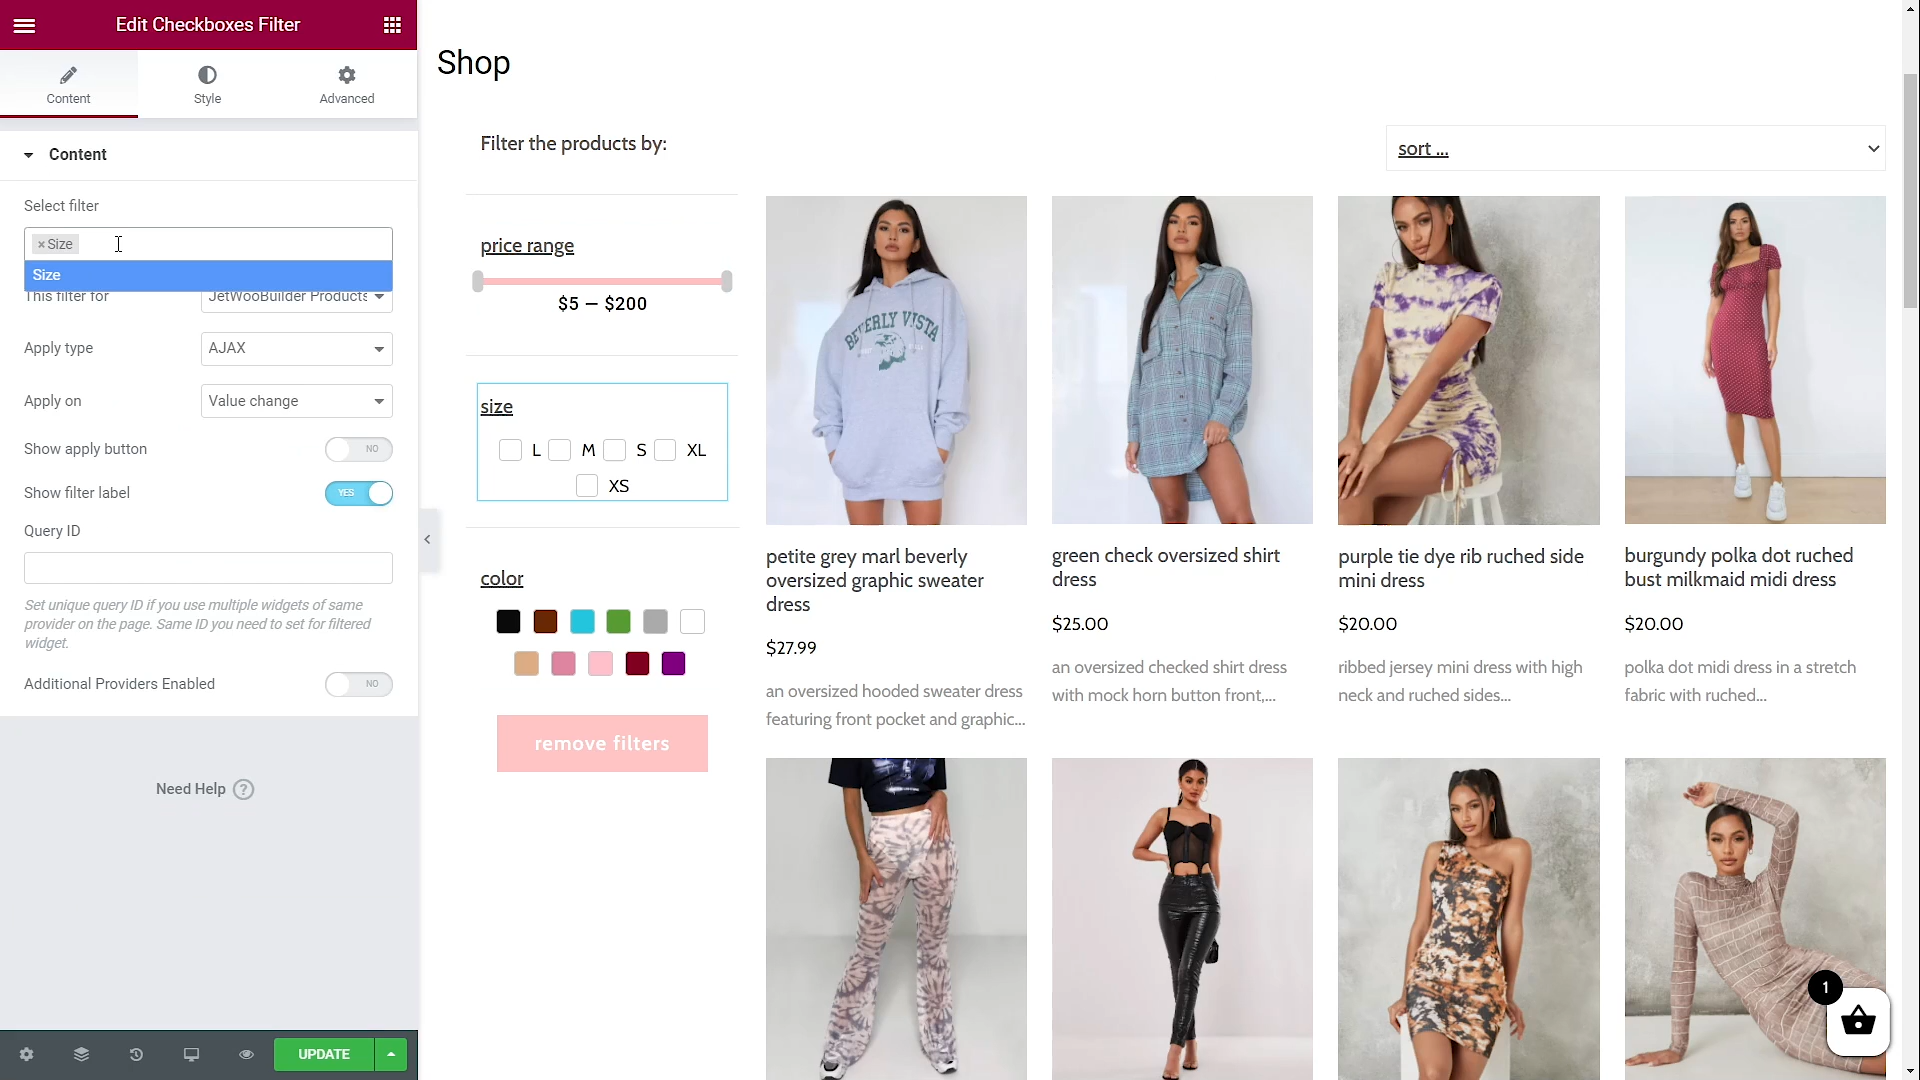 Edit Checkboxes Filter
Content
Style
Advanced
Content
Select filter
× Size
Size
This filter for
JetWooBuilder Products
Apply type
AJAX
Apply on
Value change
Show apply button
NO
Show filter label
YES
Query ID
Set unique query ID if you use multiple widgets of same
provider on the page. Same ID you need to set for filtered
widget.
Additional Providers Enabled
NO
Need Help ?
UPDATE
Shop
Filter the products by:
sort ...
price range
$5 — $200
size
L M S XL
XS
color
remove filters
BEVERLY VISTA
petite grey marl beverly
oversized graphic sweater
dress
$27.99
an oversized hooded sweater dress
featuring front pocket and graphic...
green check oversized shirt
dress
$25.00
an oversized checked shirt dress
with mock horn button front,...
purple tie dye rib ruched side
mini dress
$20.00
ribbed jersey mini dress with high
neck and ruched sides...
burgundy polka dot ruched
bust milkmaid midi dress
$20.00
polka dot midi dress in a stretch
fabric with ruched...
1